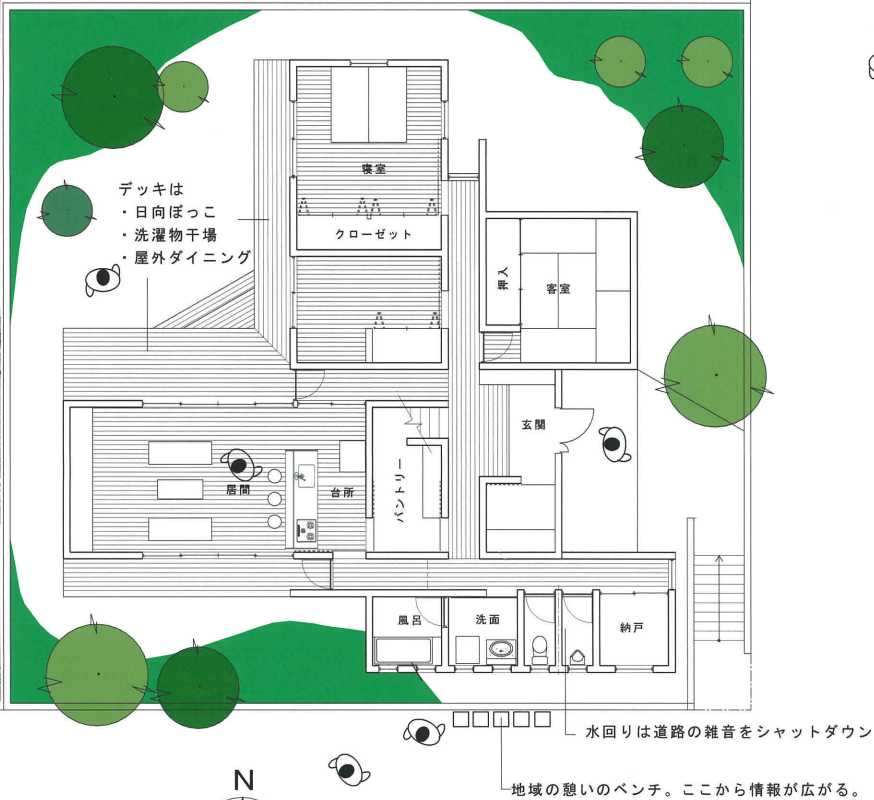 デッキは
・日向ぼっこ
・洗濯物干場
・屋外ダイニング
寝室
クローゼット
押入
客室
玄関
居間
台所
パントリー
風呂
洗面
納戸
水回りは道路の雑音をシャットダウン
地域の憩いのベンチ。ここから情報が広がる。
N